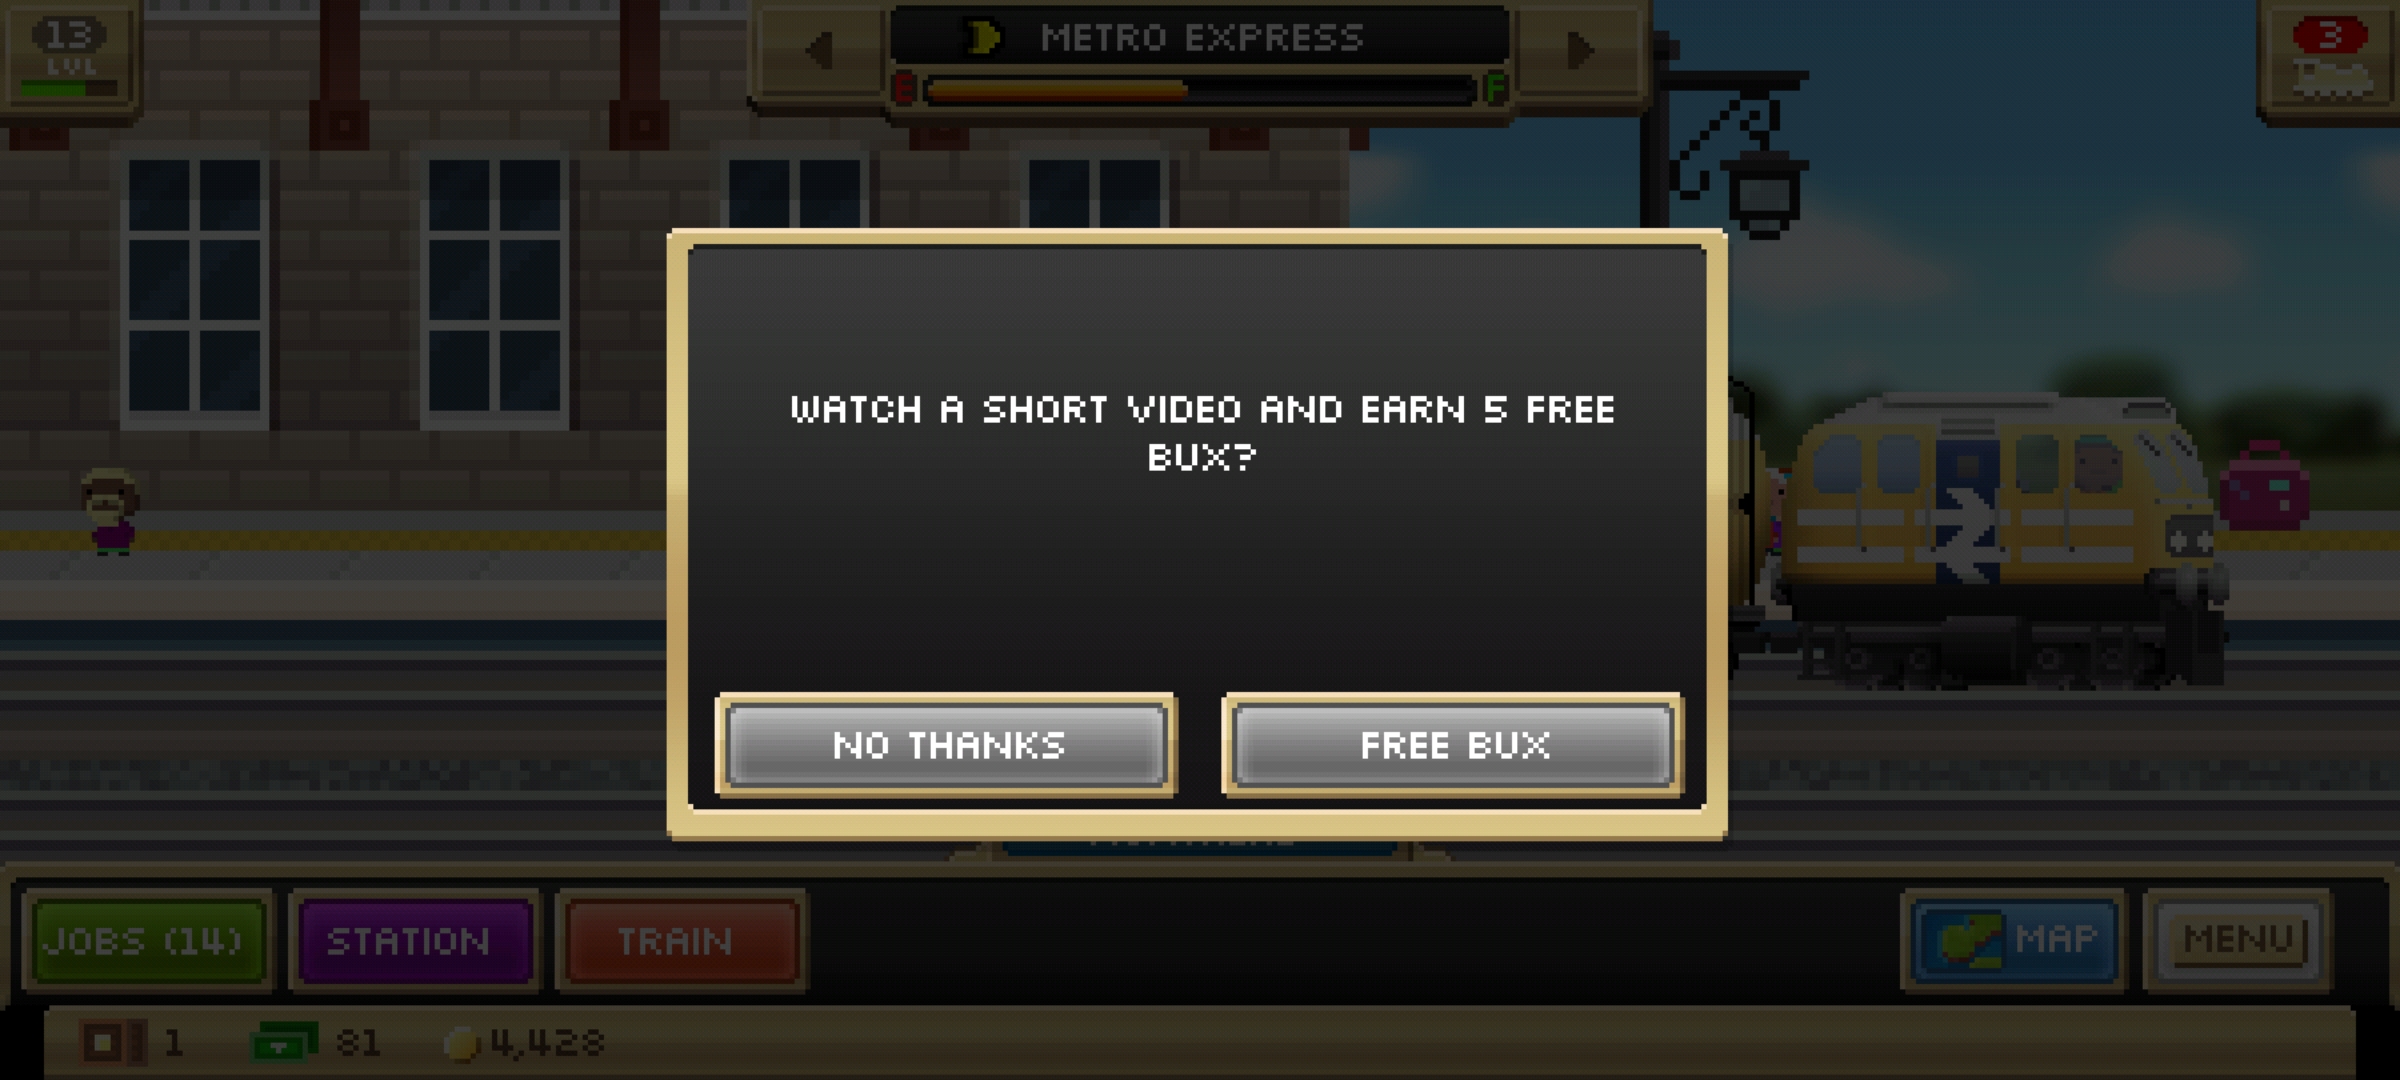 13
LVL
METRO EXPRESS
E F
3
WATCH A SHORT VIDEO AND EARN 5 FREE
BUX?
NO THANKS
FREE BUX
JOBS (14)
STATION
TRAIN
MAP
MENU
1
81
4,428